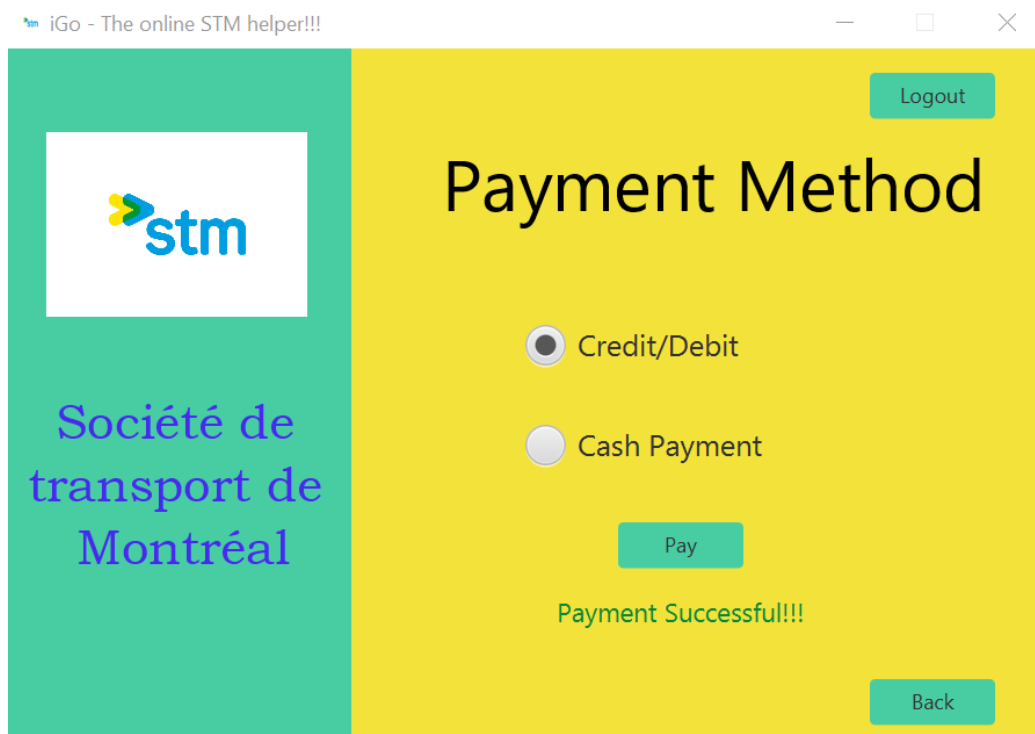 iGo - The online STM helper!!!
Logout
stm
Payment Method
Credit/Debit
Cash Payment
Société de
transport de
Montréal
Pay
Payment Successful!!!
Back